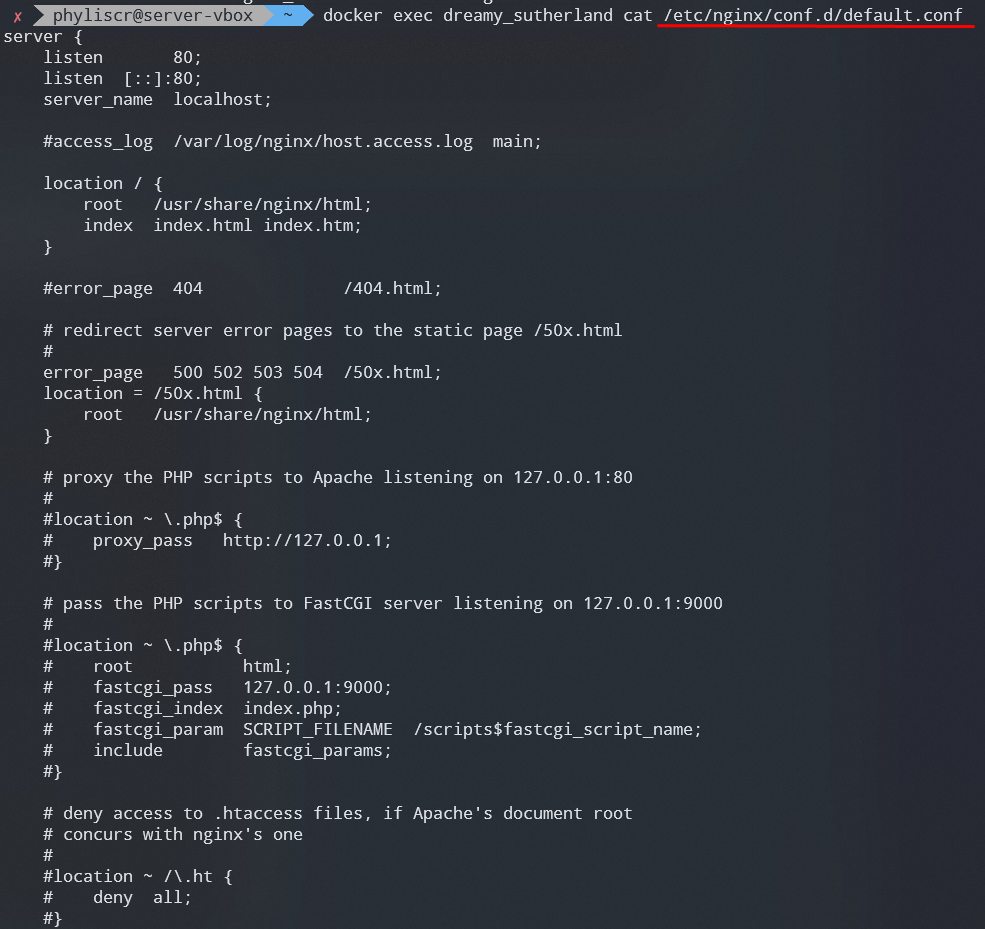 ✗ phyliscr@server-vbox ~ docker exec dreamy_sutherland cat /etc/nginx/conf.d/default.conf
server {
    listen       80;
    listen  [::]:80;
    server_name  localhost;

    #access_log  /var/log/nginx/host.access.log  main;

    location / {
        root   /usr/share/nginx/html;
        index  index.html index.htm;
    }

    #error_page  404              /404.html;

    # redirect server error pages to the static page /50x.html
    #
    error_page   500 502 503 504  /50x.html;
    location = /50x.html {
        root   /usr/share/nginx/html;
    }

    # proxy the PHP scripts to Apache listening on 127.0.0.1:80
    #
    #location ~ \.php$ {
    #    proxy_pass   http://127.0.0.1;
    #}

    # pass the PHP scripts to FastCGI server listening on 127.0.0.1:9000
    #
    #location ~ \.php$ {
    #    root           html;
    #    fastcgi_pass   127.0.0.1:9000;
    #    fastcgi_index  index.php;
    #    fastcgi_param  SCRIPT_FILENAME  /scripts$fastcgi_script_name;
    #    include        fastcgi_params;
    #}

    # deny access to .htaccess files, if Apache's document root
    # concurs with nginx's one
    #
    #location ~ /\.ht {
    #    deny  all;
    #}